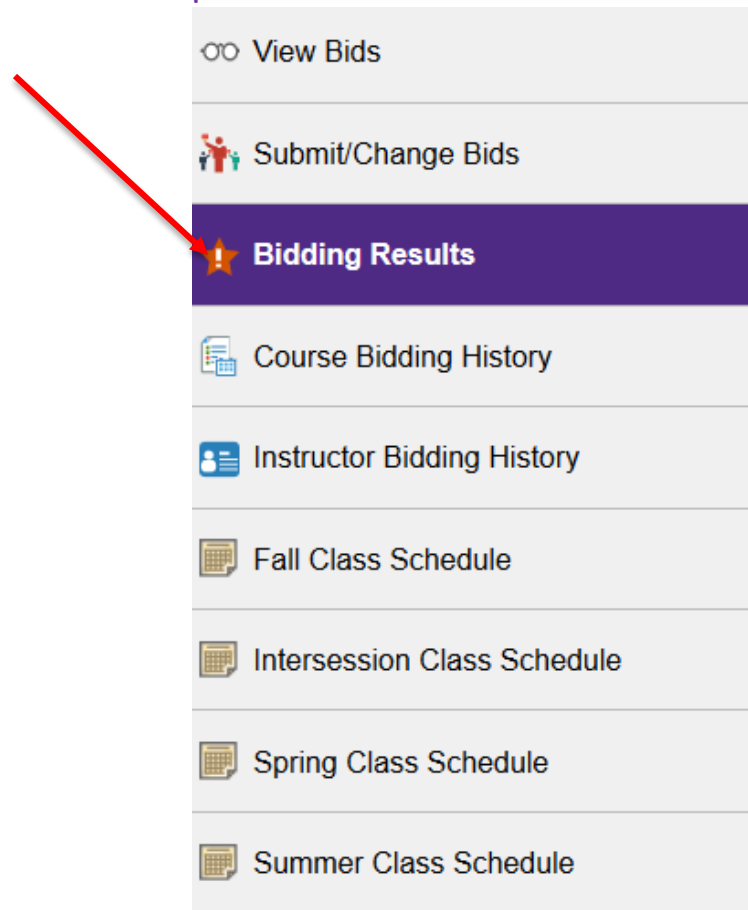 View Bids
Submit/Change Bids
Bidding Results
Course Bidding History
Instructor Bidding History
Fall Class Schedule
Intersession Class Schedule
Spring Class Schedule
Summer Class Schedule